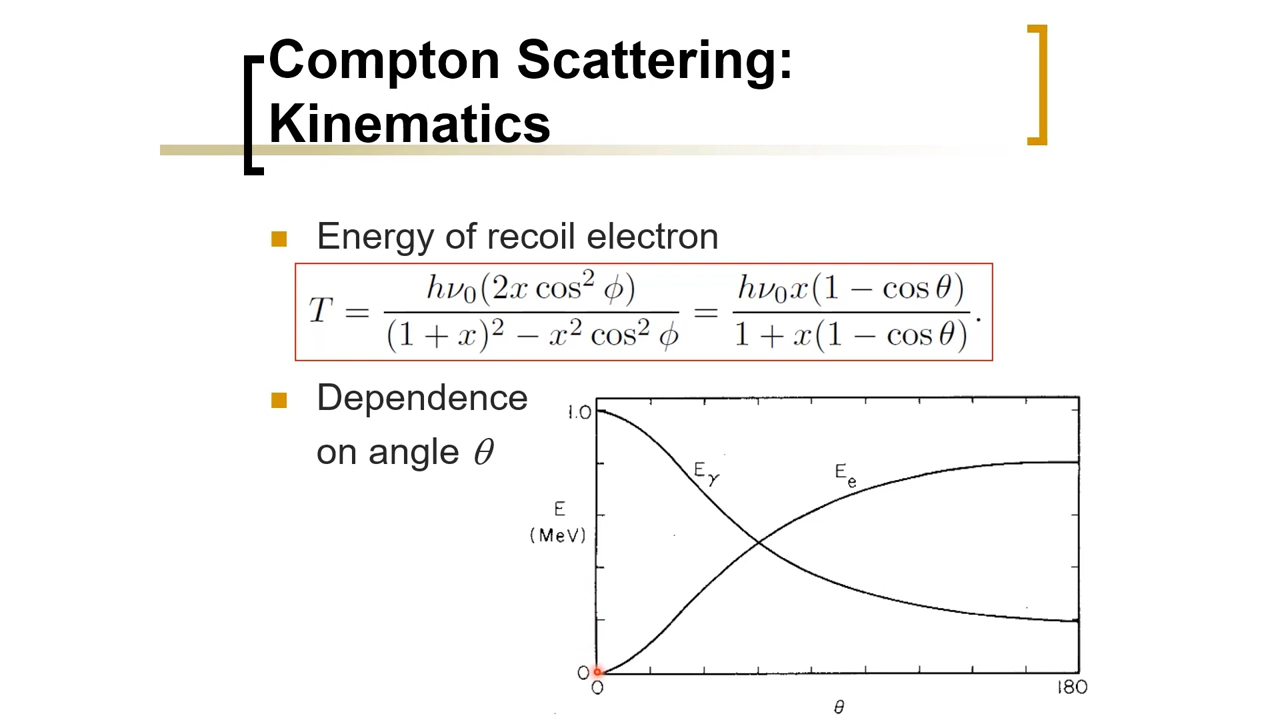 Compton Scattering:
Kinematics
Energy of recoil electron
T = hν₀(2x cos² ϕ) / (1 + x)² − x² cos² ϕ = hν₀x(1 − cos θ) / 1 + x(1 − cos θ) .
Dependence
on angle θ
1.0
Eγ
Ee
E
(MeV)
0
0
180
θ